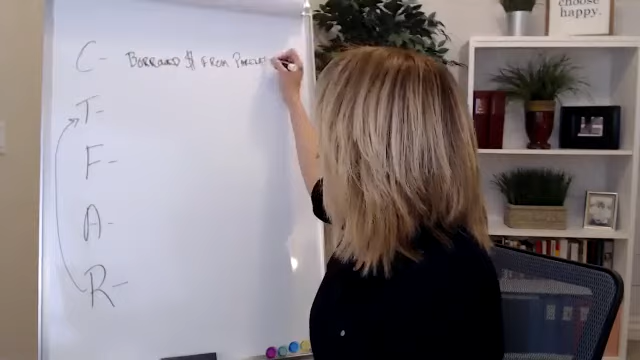 choose
happy.
C- BORROWED $ FROM
T-
F-
A-
R-